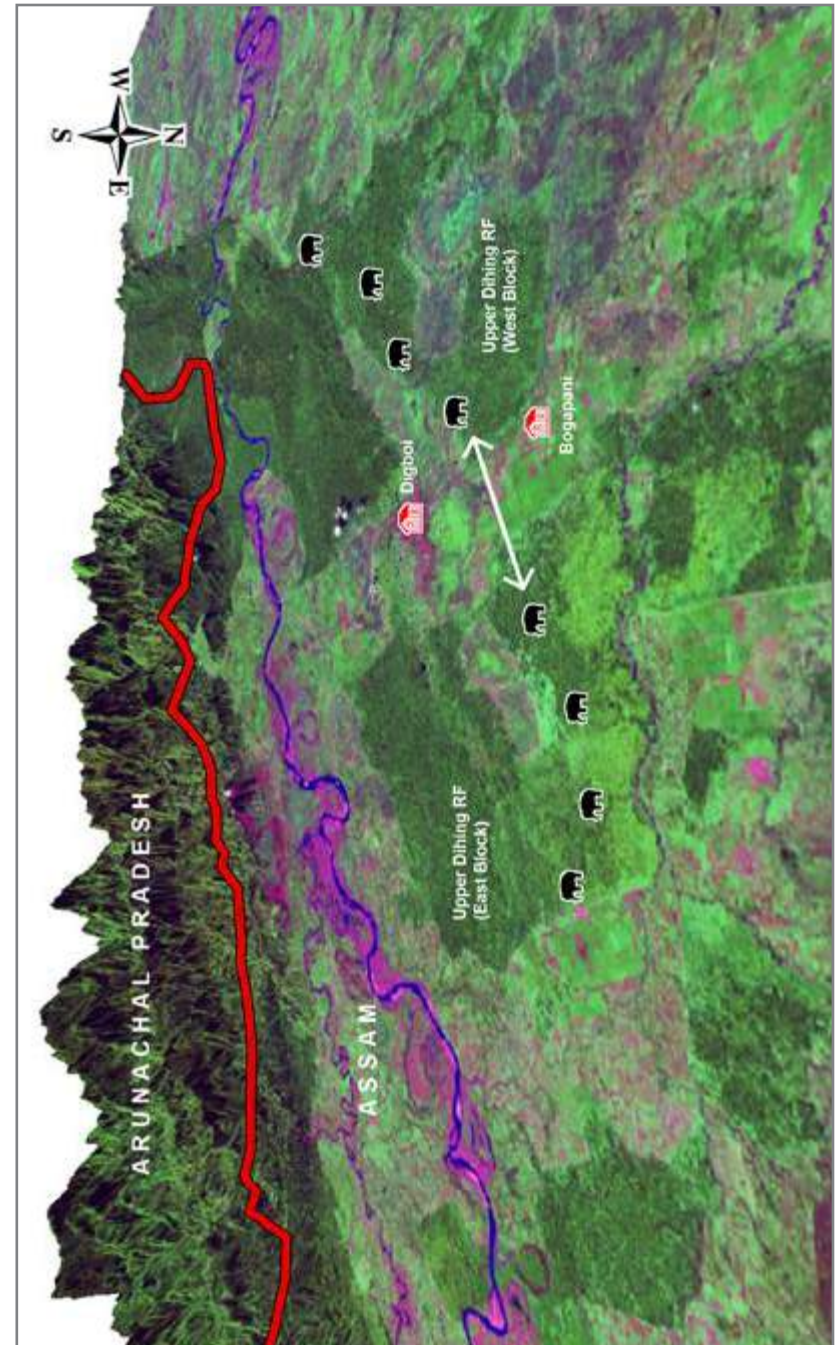 W
N
S
E
Upper Dihing RF
(West Block)
Bogapani
Digboi
Upper Dihing RF
(East Block)
ASSAM
ARUNACHAL PRADESH